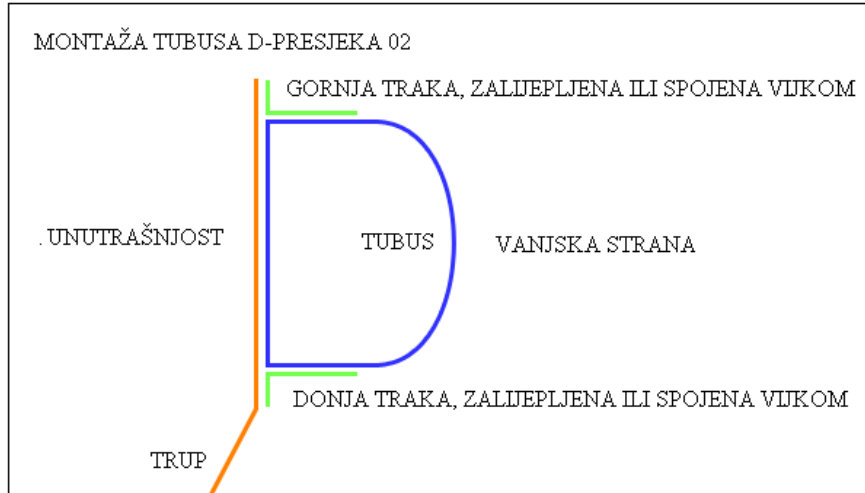 MONTAŽA TUBUSA D-PRESJEKA 02
GORNJA TRAKA, ZALIJEPLJENA ILI SPOJENA VIJKOM
. UNUTRAŠNJOST
TUBUS
VANJSKA STRANA
DONJA TRAKA, ZALIJEPLJENA ILI SPOJENA VIJKOM
TRUP